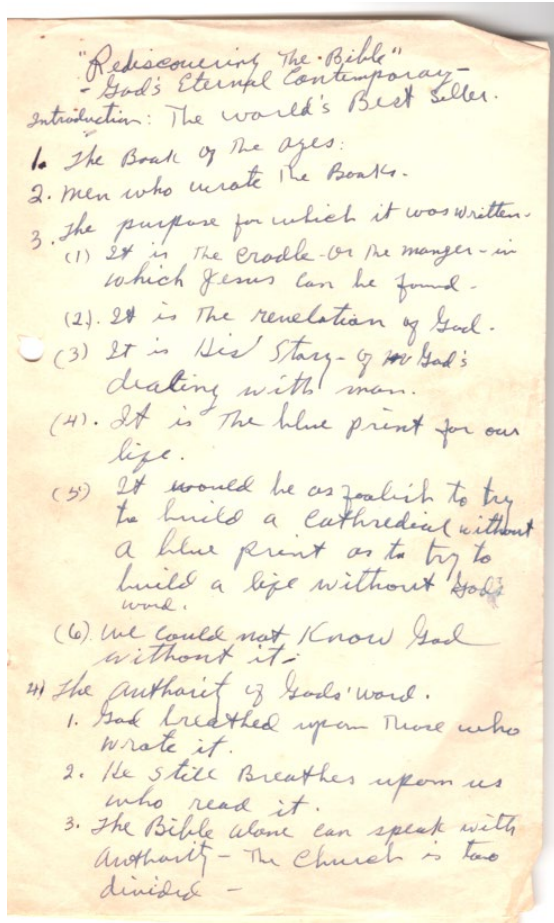 "Rediscovering The Bible"
- God's Eternal Contemporay -
Introduction: The world's Best Seller.
1. The Book of The ages:
2. Men who wrote The Books.
3. The purpose for which it was written.
(1) It is The Cradle - or The manger - in
which Jesus can be found -
(2). It is The revelation of God.
(3) It is His' Story - of God's
dealing with man.
(4). It is The blue print for our
life.
(5) It would be as foolish to try
to build a Cathredial without
a blue print as to try to
build a life without God's
word.
(6). We could not Know God
without it.
4) The Authority of Gods' word.
1. God breathed upon Those who
wrote it.
2. He Still Breathes upom us
who read it.
3. The Bible alone can speak with
Authority - The Church is too
divided -